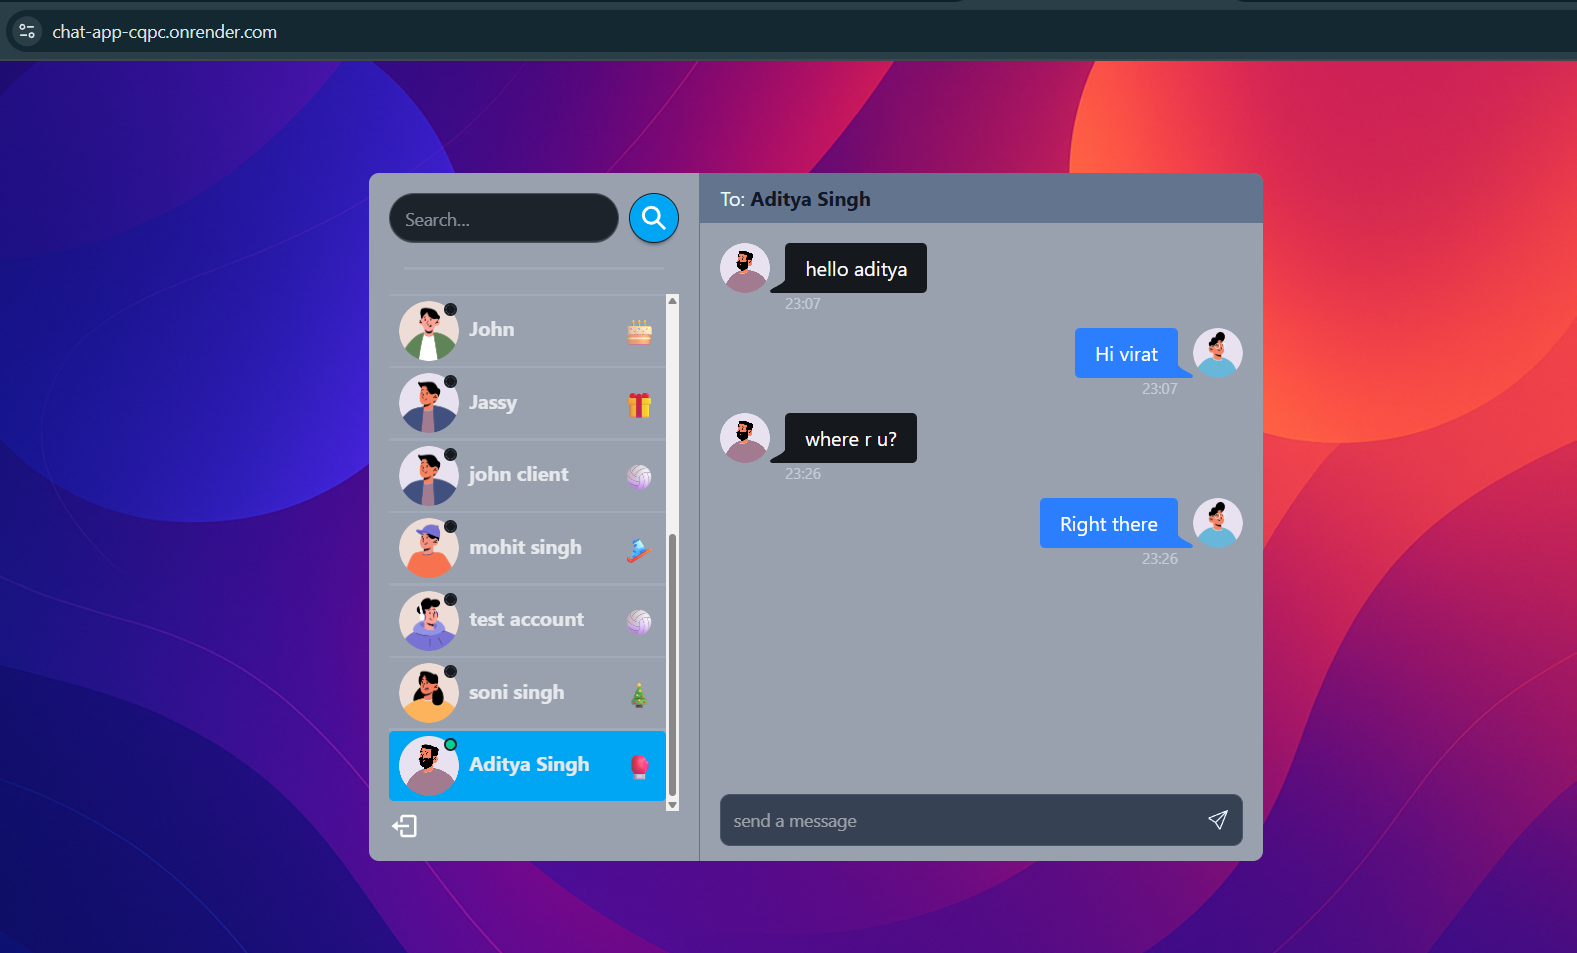 chat-app-cqpc.onrender.com
Search...
John
Jassy
john client
mohit singh
test account
soni singh
Aditya Singh
To: Aditya Singh
hello aditya
23:07
Hi virat
23:07
where r u?
23:26
Right there
23:26
send a message